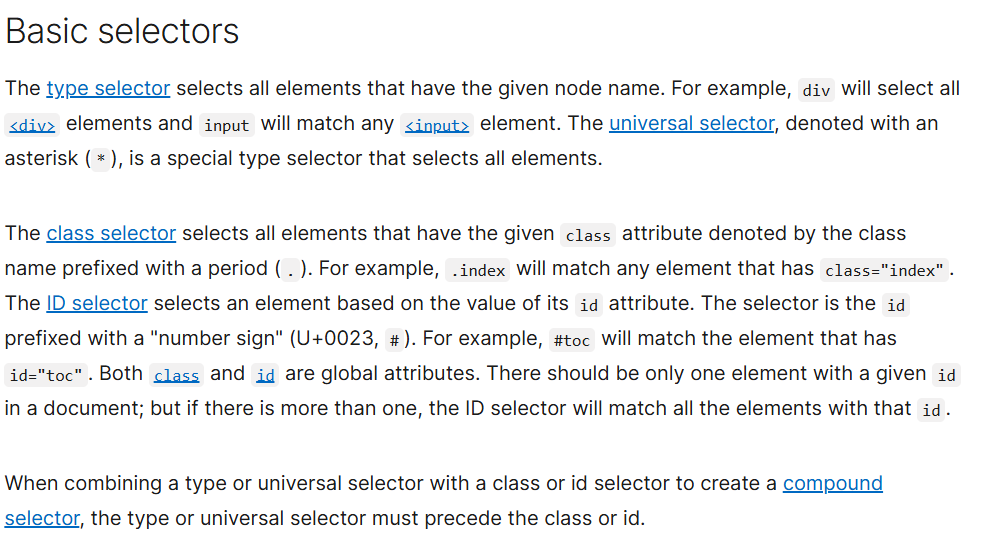 Basic selectors
The type selector selects all elements that have the given node name. For example, div will select all
<div> elements and input will match any <input> element. The universal selector, denoted with an
asterisk ( * ), is a special type selector that selects all elements.
The class selector selects all elements that have the given class attribute denoted by the class
name prefixed with a period ( . ). For example, .index will match any element that has class="index" .
The ID selector selects an element based on the value of its id attribute. The selector is the id
prefixed with a "number sign" (U+0023, # ). For example, #toc will match the element that has
id="toc" . Both class and id are global attributes. There should be only one element with a given id
in a document; but if there is more than one, the ID selector will match all the elements with that id .
When combining a type or universal selector with a class or id selector to create a compound
selector, the type or universal selector must precede the class or id.